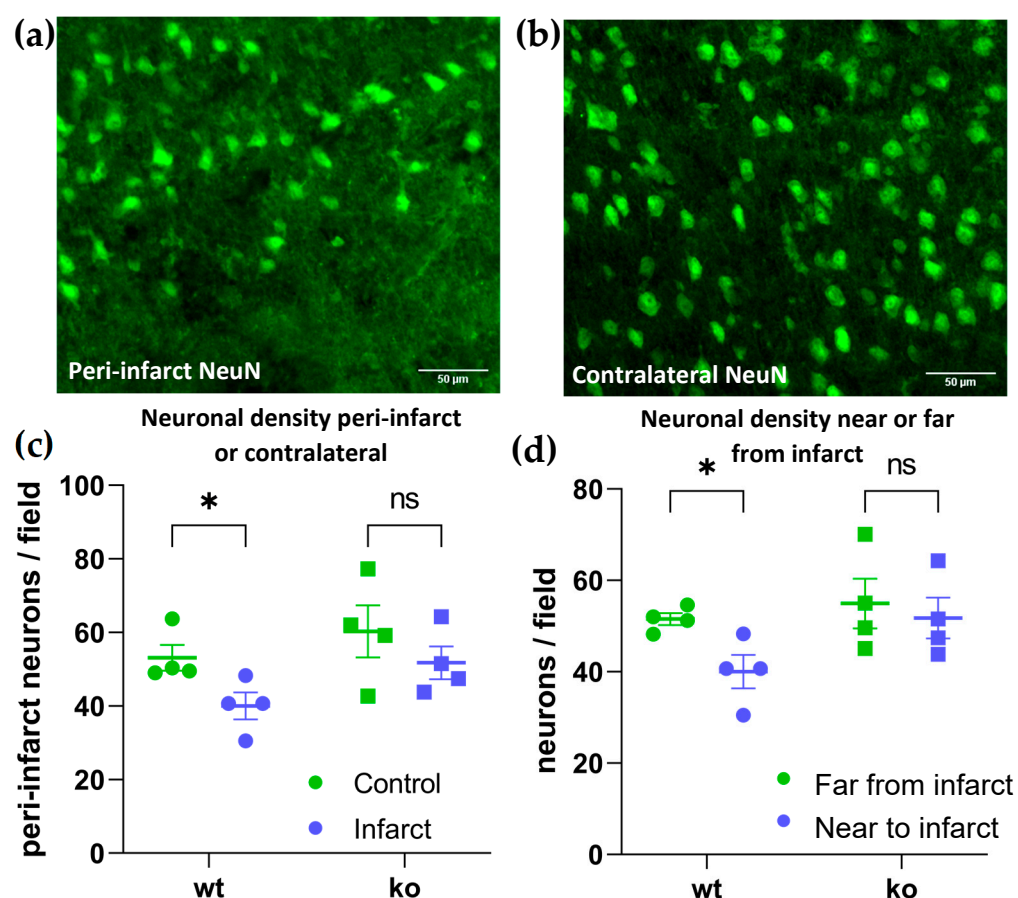 (a)
(b)
Peri-infarct NeuN
50 µm
Contralateral NeuN
50 µm
(c)
Neuronal density peri-infarct
or contralateral
peri-infarct neurons / field
100
80
60
40
20
0
*
ns
Control
Infarct
wt
ko
(d)
Neuronal density near or far
from infarct
neurons / field
80
60
40
20
0
*
ns
Far from infarct
Near to infarct
wt
ko